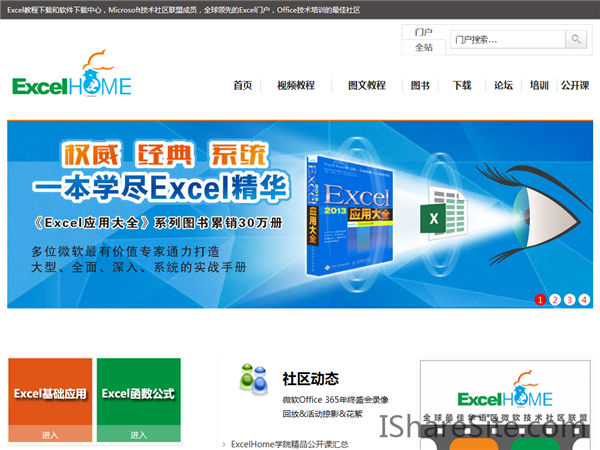 Excel教程下载和软件下载中心，Microsoft技术社区联盟成员，全球领先的Excel门户，Office技术培训的最佳社区
门户
全站
门户搜索...
ExcelHOME
首页 视频教程 图文教程 图书 下载 论坛 培训 公开课
权威 经典 系统
一本学尽Excel精华
《Excel应用大全》系列图书累销30万册
多位微软最有价值专家通力打造
大型、全面、深入、系统的实战手册
Excel
2013
应用大全
X
1 2 3 4
Excel基础应用
进入
Excel函数公式
进入
社区动态
微软Office 365年终盛会录像
回放&活动掠影&花絮
ExcelHome学院精品公开课汇总
ExcelHOME
全球最佳华语区微软技术社区联盟
IShareSite.com